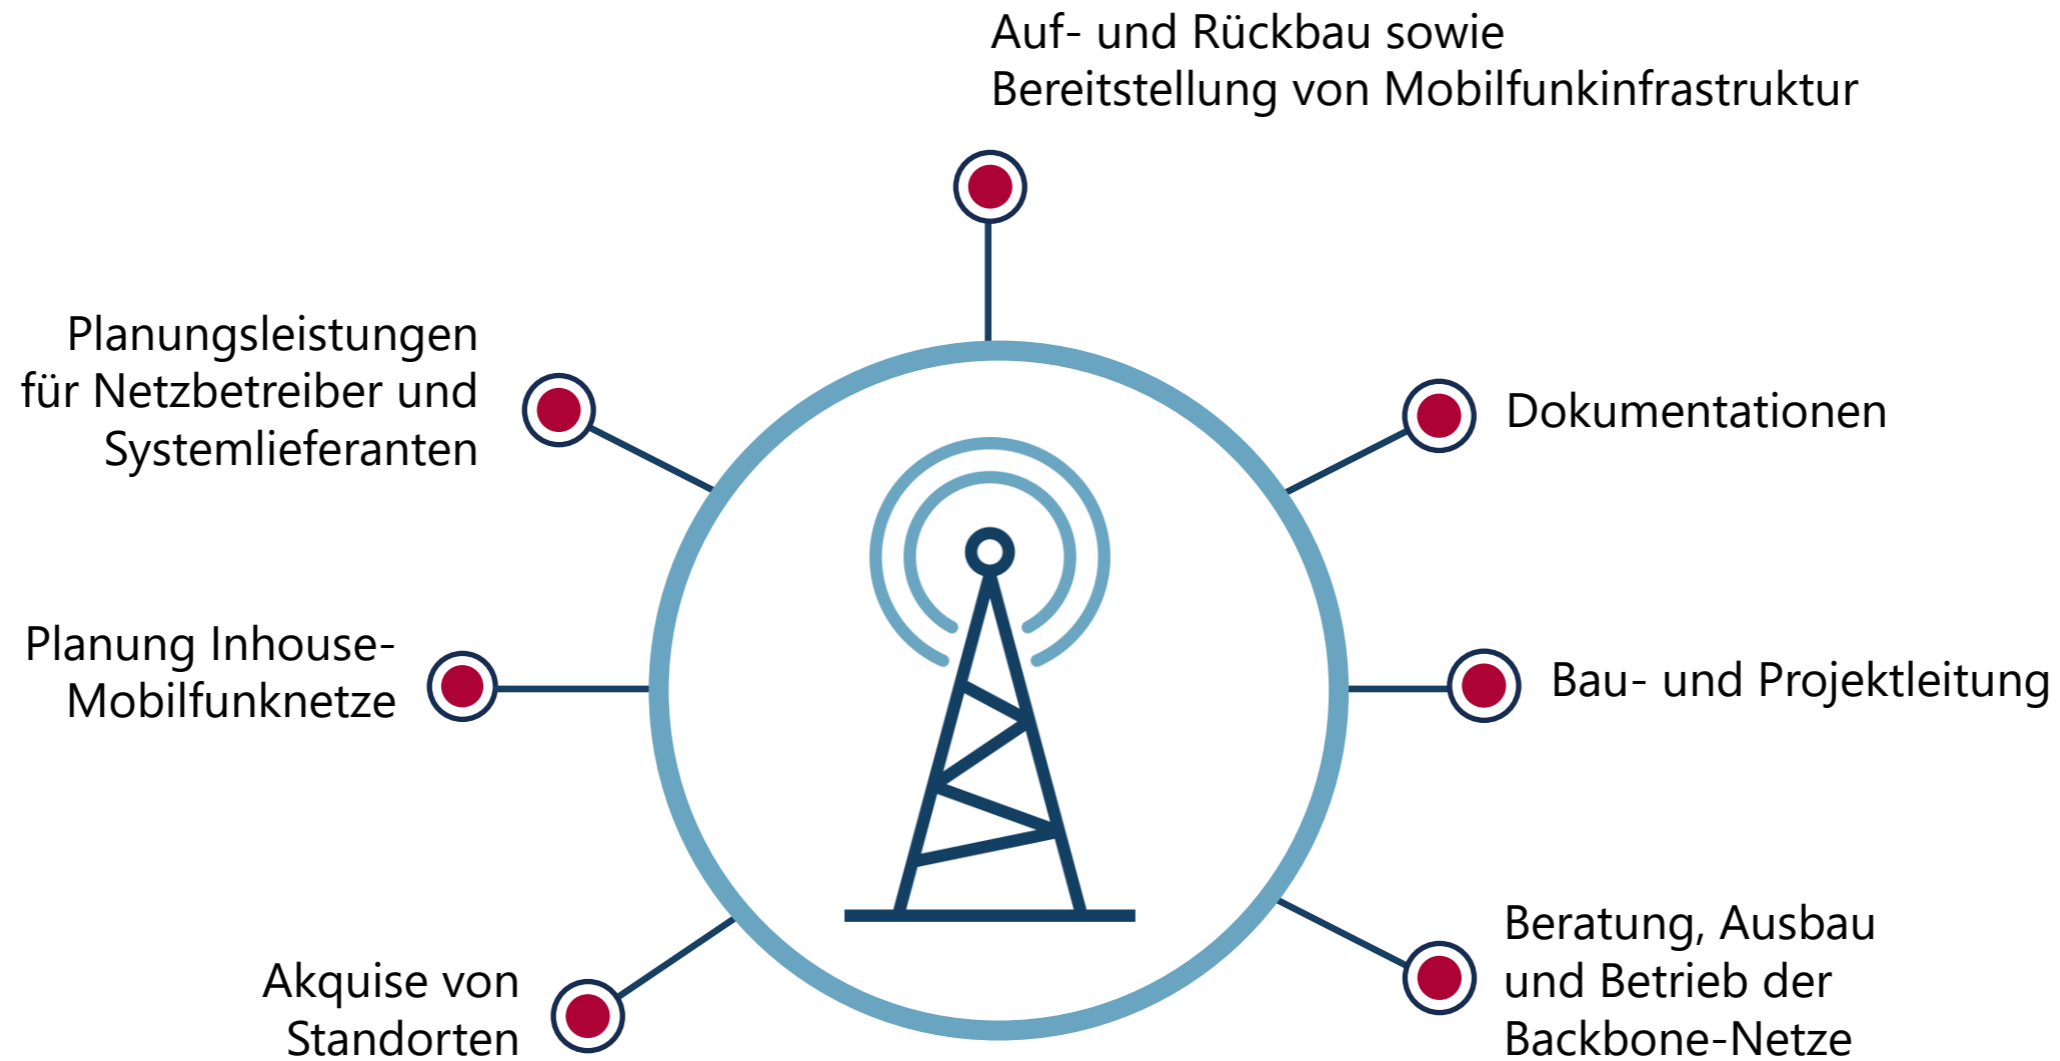 Auf- und Rückbau sowie
Bereitstellung von Mobilfunkinfrastruktur
Planungsleistungen
für Netzbetreiber und
Systemlieferanten
Dokumentationen
Planung Inhouse-
Mobilfunknetze
Bau- und Projektleitung
Akquise von
Standorten
Beratung, Ausbau
und Betrieb der
Backbone-Netze